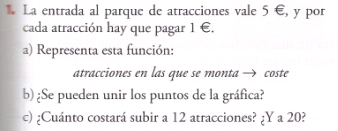 1. La entrada al parque de atracciones vale 5 €, y por
cada atracción hay que pagar 1 €.
a) Representa esta función:
atracciones en las que se monta → coste
b) ¿Se pueden unir los puntos de la gráfica?
c) ¿Cuánto costará subir a 12 atracciones? ¿Y a 20?